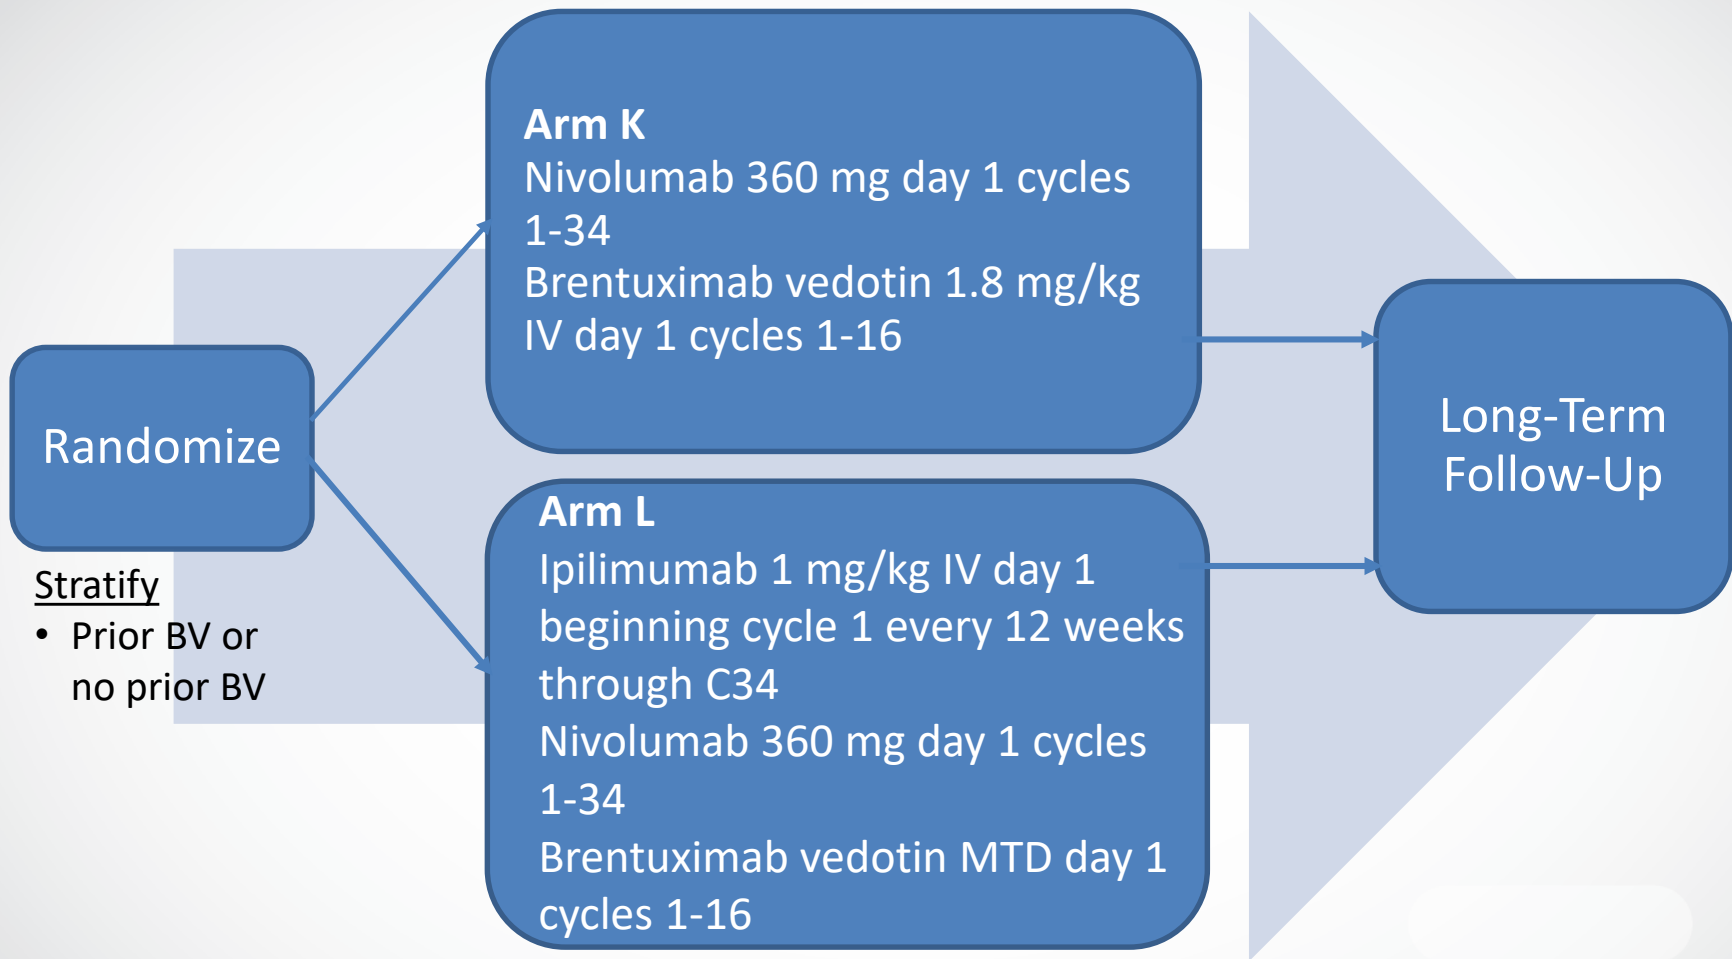 Randomize
Stratify
• Prior BV or
no prior BV
Arm K
Nivolumab 360 mg day 1 cycles
1-34
Brentuximab vedotin 1.8 mg/kg
IV day 1 cycles 1-16
Arm L
Ipilimumab 1 mg/kg IV day 1
beginning cycle 1 every 12 weeks
through C34
Nivolumab 360 mg day 1 cycles
1-34
Brentuximab vedotin MTD day 1
cycles 1-16
Long-Term
Follow-Up